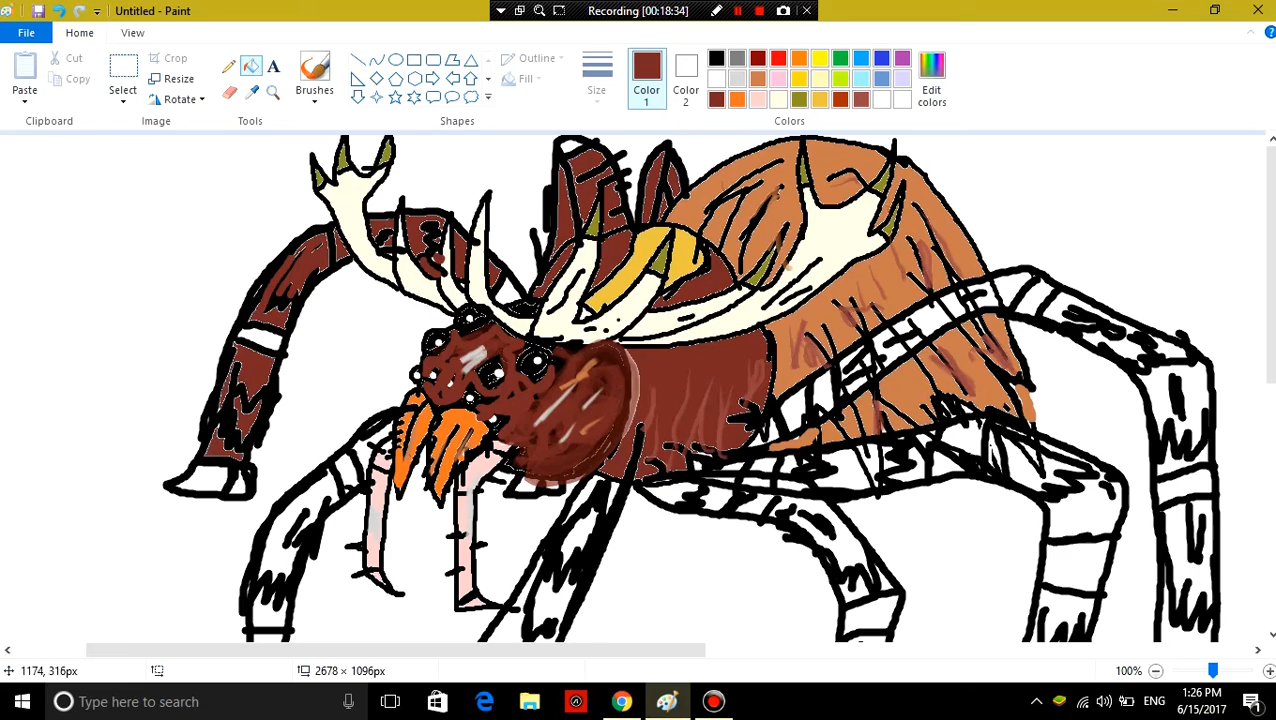 Untitled - Paint
Recording [00:18:34]
File
Home
View
Paste
Cut
Copy
Clipboard
Select
Crop
Resize
Rotate
Image
A
Tools
Brushes
Shapes
Outline
Fill
Size
Color 1
Color 2
Colors
Edit colors
1174, 316px
2678 × 1096px
100%
Type here to search
ENG
1:26 PM
6/15/2017
1